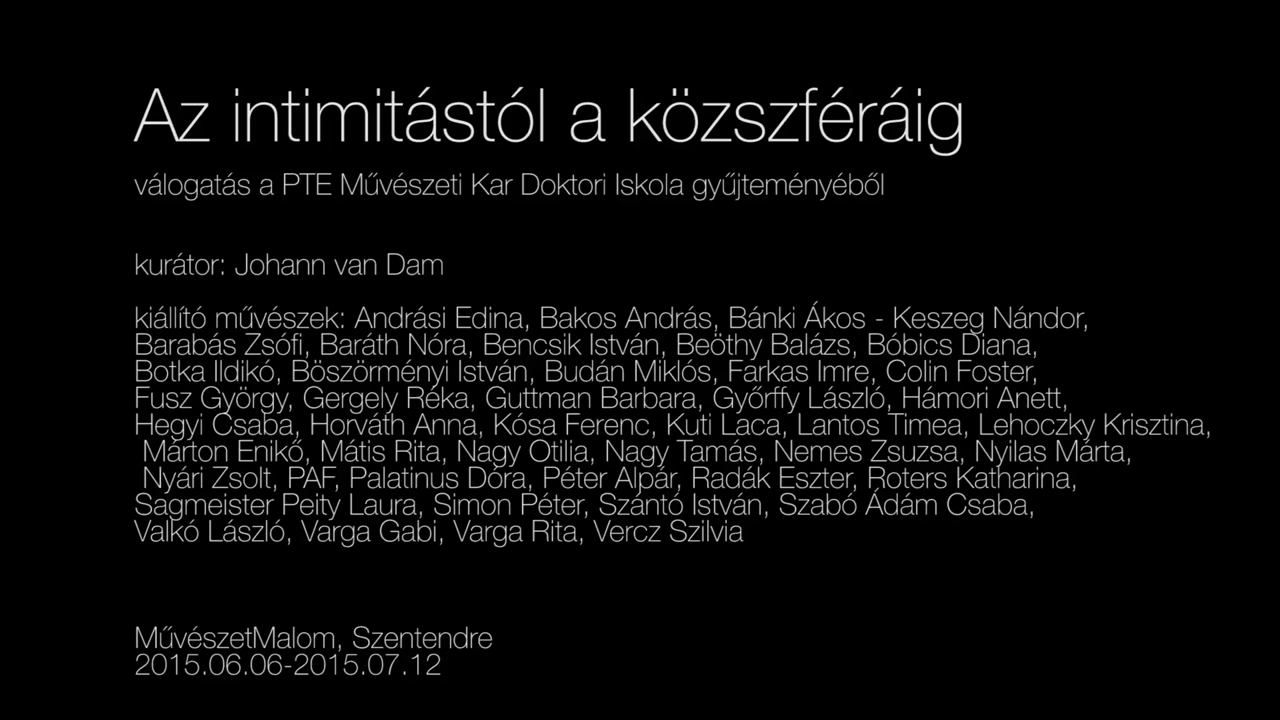 Az intimitástól a közszféráig
válogatás a PTE Művészeti Kar Doktori Iskola gyűjteményéből
kurátor: Johann van Dam
kiállító művészek: Andrási Edina, Bakos András, Bánki Ákos - Keszeg Nándor,
Barabás Zsófi, Baráth Nóra, Bencsik István, Beöthy Balázs, Bóbics Diana,
Botka Ildikó, Böszörményi István, Budán Miklós, Farkas Imre, Colin Foster,
Fusz György, Gergely Réka, Guttman Barbara, Győrffy László, Hámori Anett,
Hegyi Csaba, Horváth Anna, Kósa Ferenc, Kuti Laca, Lantos Timea, Lehoczky Krisztina,
Márton Enikő, Mátis Rita, Nagy Otilia, Nagy Tamás, Nemes Zsuzsa, Nyilas Márta,
Nyári Zsolt, PAF, Palatinus Dóra, Péter Alpár, Radák Eszter, Roters Katharina,
Sagmeister Peity Laura, Simon Péter, Szántó István, Szabó Ádám Csaba,
Valkó László, Varga Gabi, Varga Rita, Vercz Szilvia
MűvészetMalom, Szentendre
2015.06.06-2015.07.12